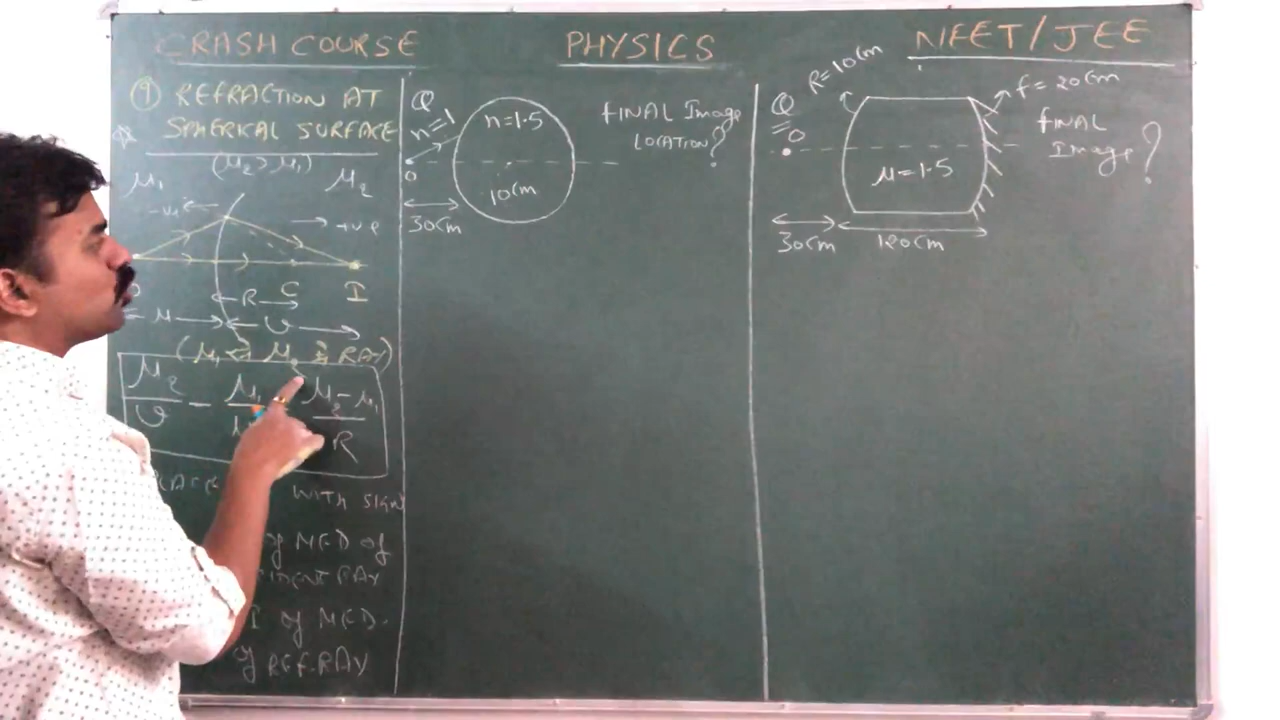 CRASH COURSE PHYSICS NEET/JEE
(9) REFRACTION AT
SPHERICAL SURFACE
(μ₂ > μ₁)
μ₁ μ₂
-ve +ve
R C I
u v
μ₂/v - μ₁/u = μ₂ - μ₁/R
WITH SIGN
of MED of
RAY
I of MED.
of REF. RAY
Q
n=1
n=1.5
O
10cm
30cm
FINAL Image
LOCATION?
Q
O
R=10cm
f=20cm
μ=1.5
30cm
120cm
FINAL
Image?